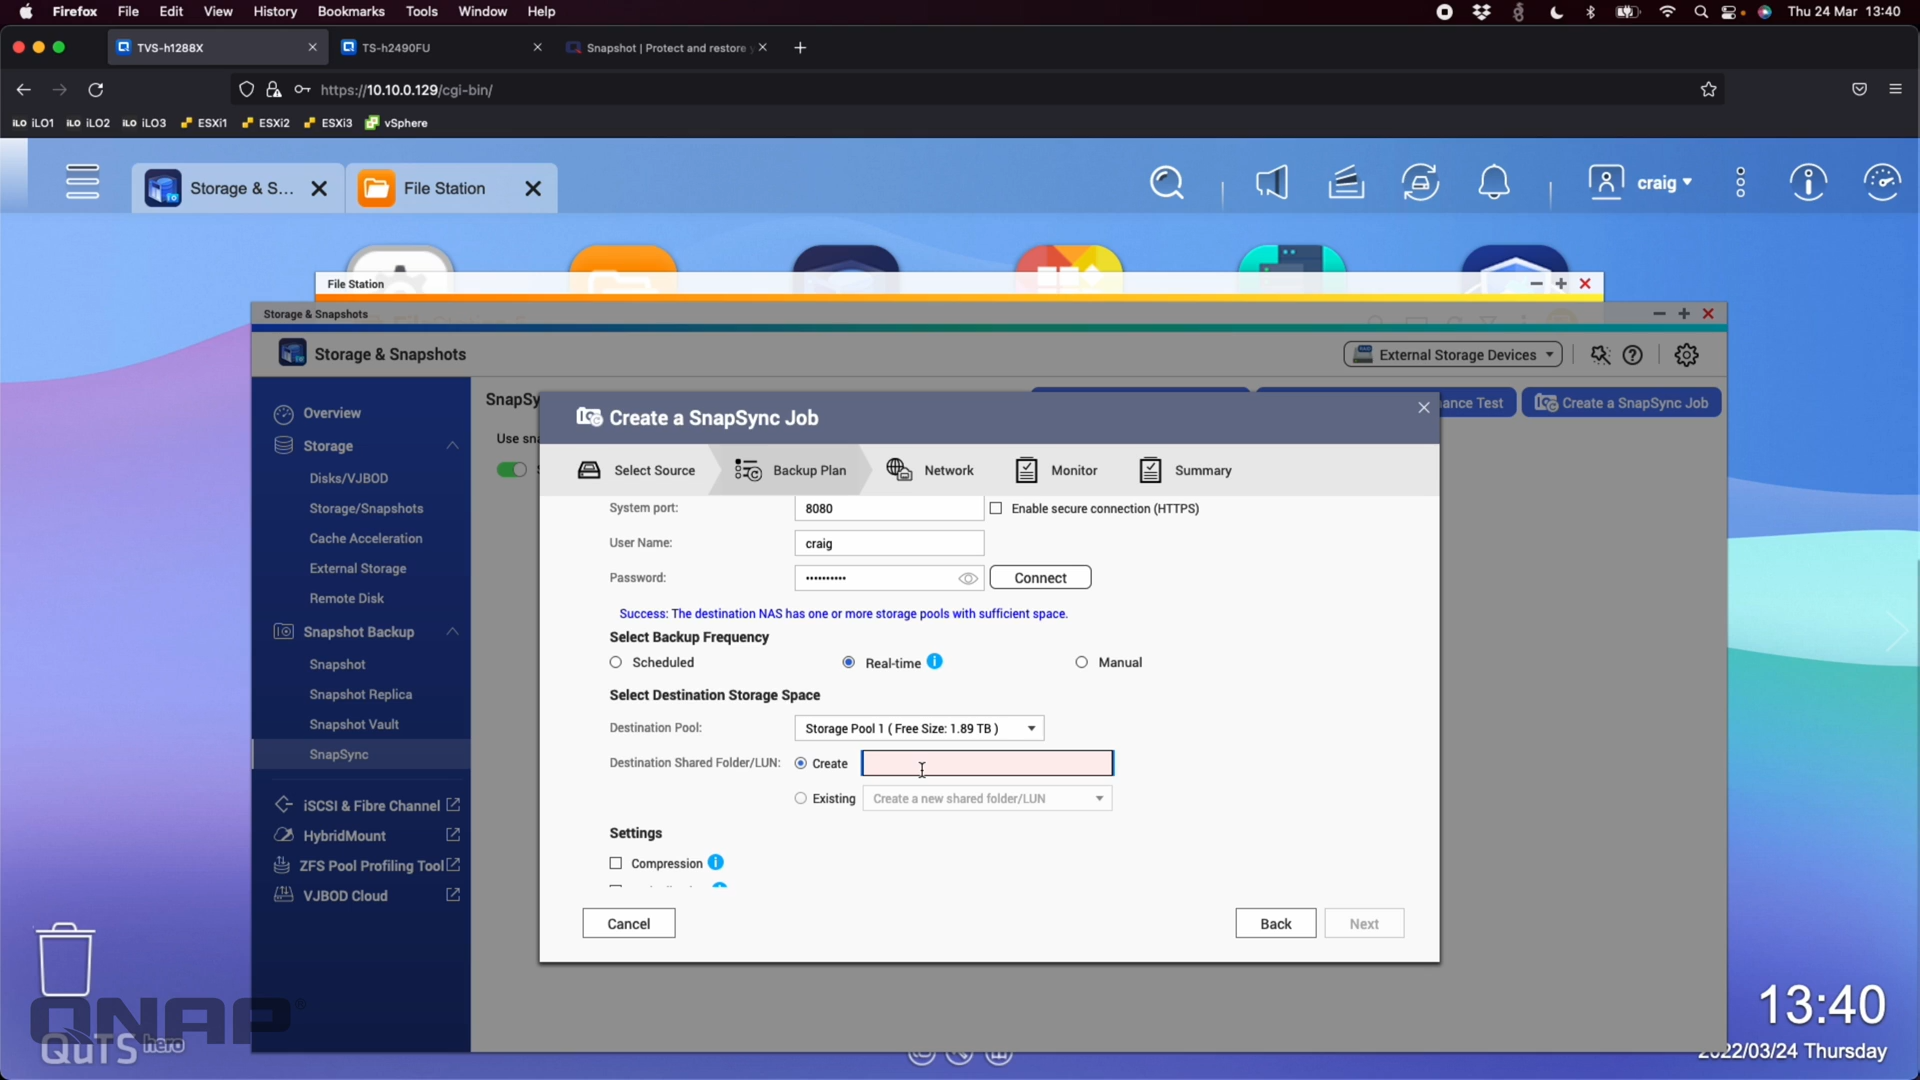 Firefox File Edit View History Bookmarks Tools Window Help Thu 24 Mar 13:40
TVS-h1288X TS-h2490FU Snapshot | Protect and restore
https://10.10.0.129/cgi-bin/
iLO iLO1 iLO iLO2 iLO iLO3 ESXi1 ESXi2 ESXi3 vSphere
Storage & S... File Station craig
File Station
Storage & Snapshots
Storage & Snapshots External Storage Devices
SnapSy ance Test Create a SnapSync Job
Overview
Storage
Disks/VJBOD
Storage/Snapshots
Cache Acceleration
External Storage
Remote Disk
Snapshot Backup
Snapshot
Snapshot Replica
Snapshot Vault
SnapSync
iSCSI & Fibre Channel
HybridMount
ZFS Pool Profiling Tool
VJBOD Cloud
Use sna
Create a SnapSync Job
Select Source Backup Plan Network Monitor Summary
System port: 8080 Enable secure connection (HTTPS)
User Name: craig
Password: •••••••••• Connect
Success: The destination NAS has one or more storage pools with sufficient space.
Select Backup Frequency
Scheduled Real-time Manual
Select Destination Storage Space
Destination Pool: Storage Pool 1 ( Free Size: 1.89 TB )
Destination Shared Folder/LUN: Create
Existing Create a new shared folder/LUN
Settings
Compression
Cancel Back Next
QNAP
QuTS hero
13:40
2022/03/24 Thursday